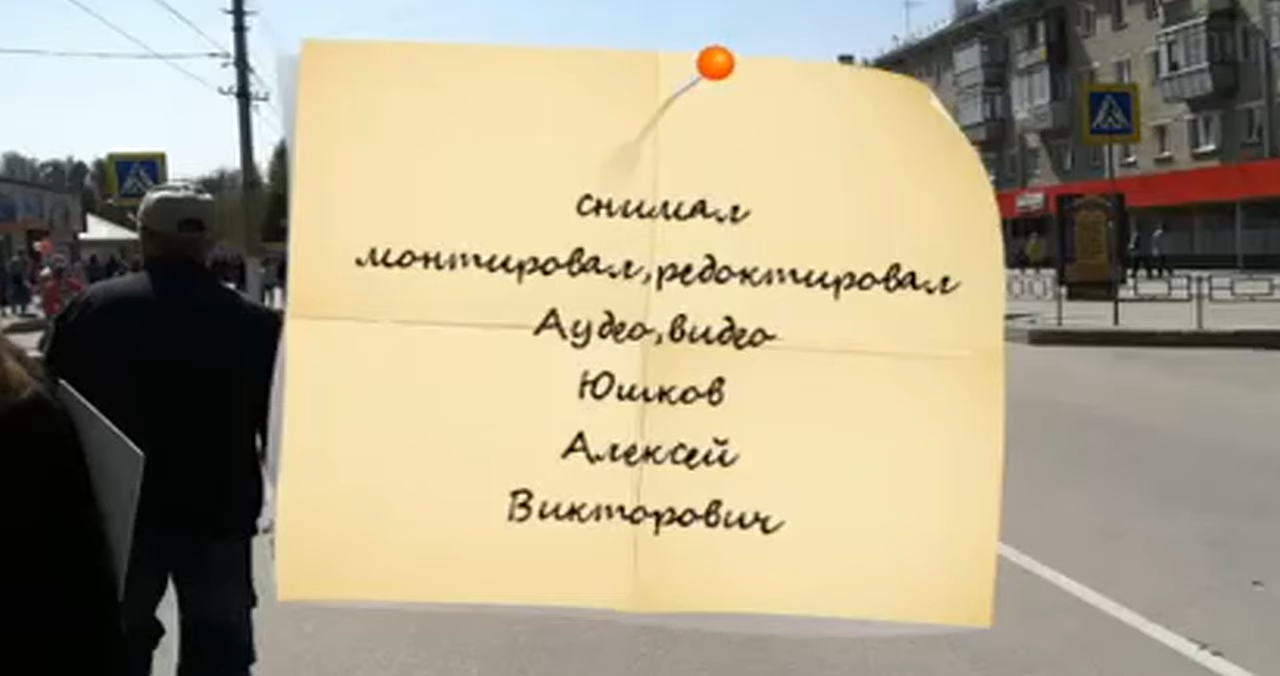 снимал
монтировал,редоктировал
Аудео,видео
Юшков
Алексей
Викторович